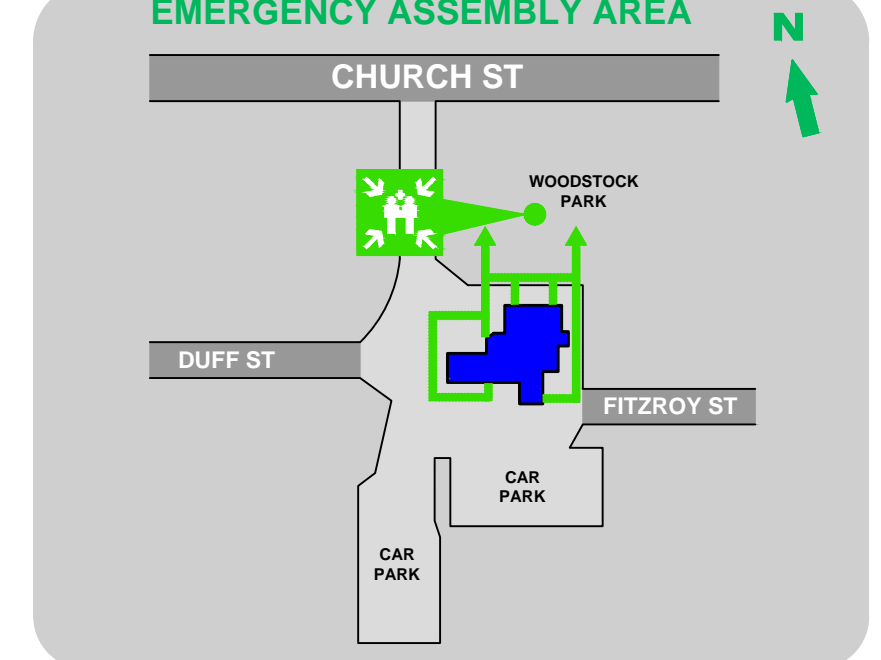 EMERGENCY ASSEMBLY AREA
N
CHURCH ST
WOODSTOCK
PARK
DUFF ST
FITZROY ST
CAR
PARK
CAR
PARK